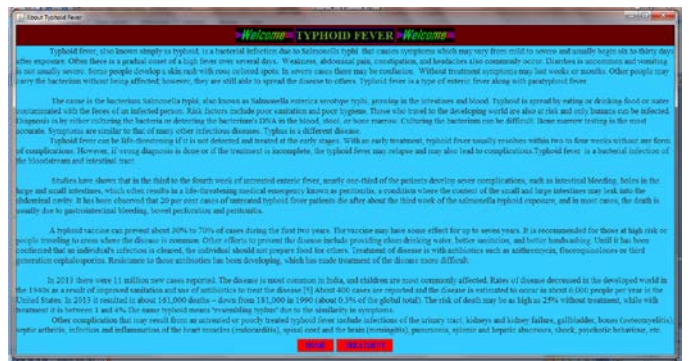 About Typhoid Fever
Welcome TYPHOID FEVER Welcome
Typhoid fever, also known simply as typhoid, is a bacterial infection due to Salmonella typhi that causes symptoms which may vary from mild to severe and usually begin six to thirty days
after exposure. Often there is a gradual onset of a high fever over several days. Weakness, abdominal pain, constipation, and headaches also commonly occur. Diarrhea is uncommon and vomiting
is not usually severe. Some people develop a skin rash with rose colored spots. In severe cases there may be confusion. Without treatment symptoms may last weeks or months. Other people may
carry the bacterium without being affected; however, they are still able to spread the disease to others. Typhoid fever is a type of enteric fever along with paratyphoid fever.
The cause is the bacterium Salmonella typhi, also known as Salmonella enterica serotype typhi, growing in the intestines and blood. Typhoid is spread by eating or drinking food or water
contaminated with the feces of an infected person. Risk factors include poor sanitation and poor hygiene. Those who travel to the developing world are also at risk and only humans can be infected.
Diagnosis is by either culturing the bacteria or detecting the bacterium's DNA in the blood, stool, or bone marrow. Culturing the bacterium can be difficult. Bone marrow testing is the most
accurate. Symptoms are similar to that of many other infectious diseases. Typhus is a different disease.
Typhoid fever can be life-threatening if it is not detected and treated at the early stages. With an early treatment, typhoid fever usually resolves within two to four weeks without any form
of complications. However, if wrong diagnosis is done or if the treatment is incomplete, the typhoid fever may relapse and may also lead to complications.Typhoid fever is a bacterial infection of
the bloodstream and intestinal tract
Studies have shown that in the third to the fourth week of untreated enteric fever, nearly one-third of the patients develop severe complications, such as intestinal bleeding, holes in the
large and small intestines, which often results in a life-threatening medical emergency known as peritonitis, a condition where the content of the small and large intestines may leak into the
abdominal cavity. It has been observed that 20 per cent cases of untreated typhoid fever patients die after about the third week of the salmonella typhoid exposure, and in most cases, the death is
usually due to gastrointestinal bleeding, bowel perforation and peritonitis.
A typhoid vaccine can prevent about 30% to 70% of cases during the first two years. The vaccine may have some effect for up to seven years. It is recommended for those at high risk or
people traveling to areas where the disease is common. Other efforts to prevent the disease include providing clean drinking water, better sanitation, and better handwashing. Until it has been
confirmed that an individual's infection is cleared, the individual should not prepare food for others. Treatment of disease is with antibiotics such as azithromycin, fluoroquinolones or third
generation cephalosporins. Resistance to these antibiotics has been developing, which has made treatment of the disease more difficult.
In 2013 there were 11 million new cases reported. The disease is most common in India, and children are most commonly affected. Rates of disease decreased in the developed world in
the 1940s as a result of improved sanitation and use of antibiotics to treat the disease.[9] About 400 cases are reported and the disease is estimated to occur in about 6,000 people per year in the
United States. In 2013 it resulted in about 161,000 deaths – down from 181,000 in 1990 (about 0.3% of the global total). The risk of death may be as high as 25% without treatment, while with
treatment it is between 1 and 4%.The name typhoid means "resembling typhus" due to the similarity in symptoms.
Other complication that may result from an untreated or poorly treated typhoid fever include infections of the urinary tract, kidneys and kidney failure, gallbladder, bones (osteomyelitis),
septic arthritis, infection and inflammation of the heart muscles (endocarditis), spinal cord and the brain (meningitis), pneumonia, splenic and hepatic abscesses, shock, psychotic behaviour, etc.
TREATMENT